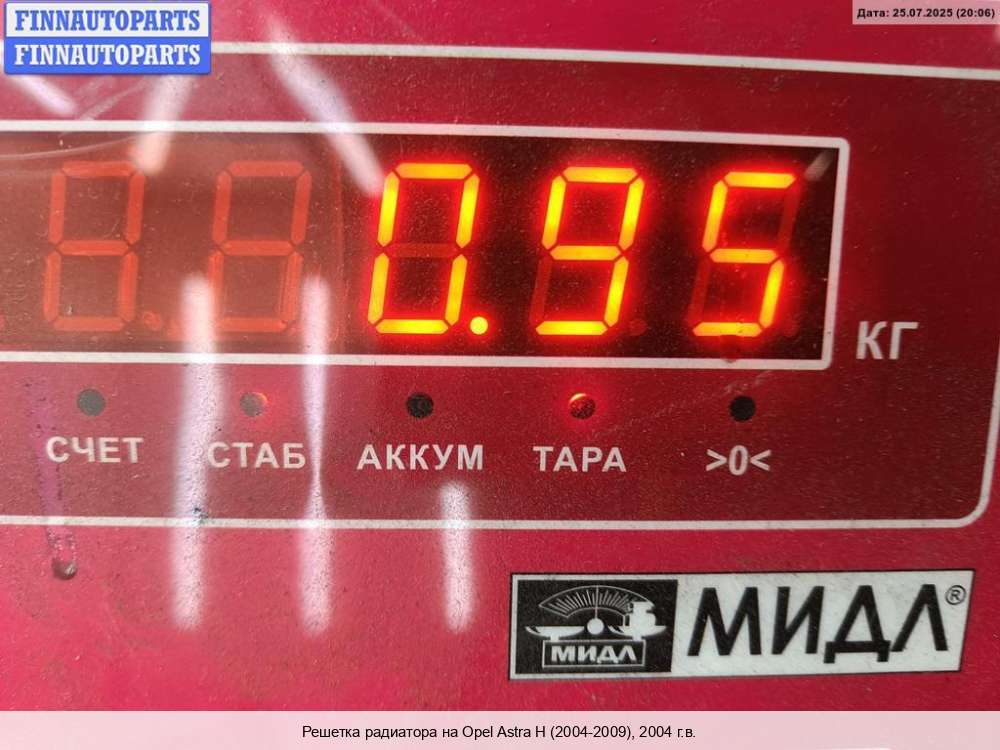 FINNAUTOPARTS
FINNAUTOPARTS
Дата: 25.07.2025 (20:06)
0.95
КГ
СЧЕТ СТАБ АККУМ ТАРА >0<
МИДЛ МИДЛ®
Решетка радиатора на Opel Astra H (2004-2009), 2004 г.в.